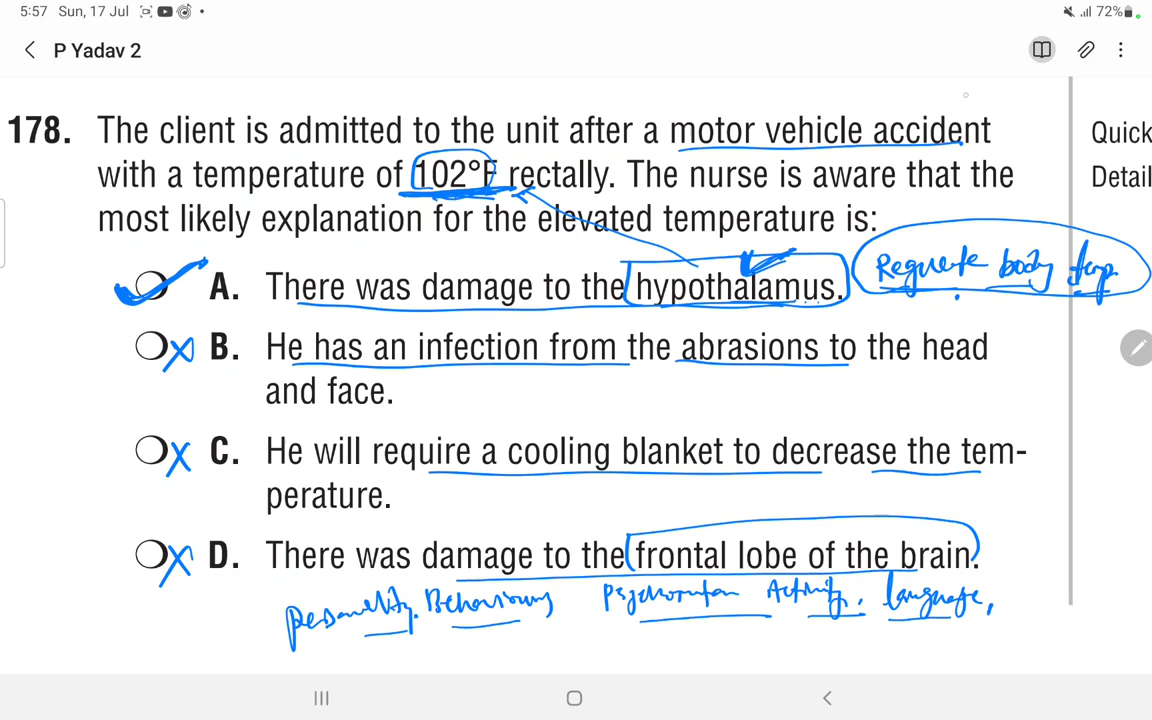 5:57 Sun, 17 Jul
72%
P Yadav 2
178. The client is admitted to the unit after a motor vehicle accident
with a temperature of 102°F rectally. The nurse is aware that the
most likely explanation for the elevated temperature is:
Quick
Detail
A. There was damage to the hypothalamus.
Regulate body temp
B. He has an infection from the abrasions to the head
and face.
C. He will require a cooling blanket to decrease the tem-
perature.
D. There was damage to the frontal lobe of the brain.
personality. Behaviours Psychomotor Activity, language,